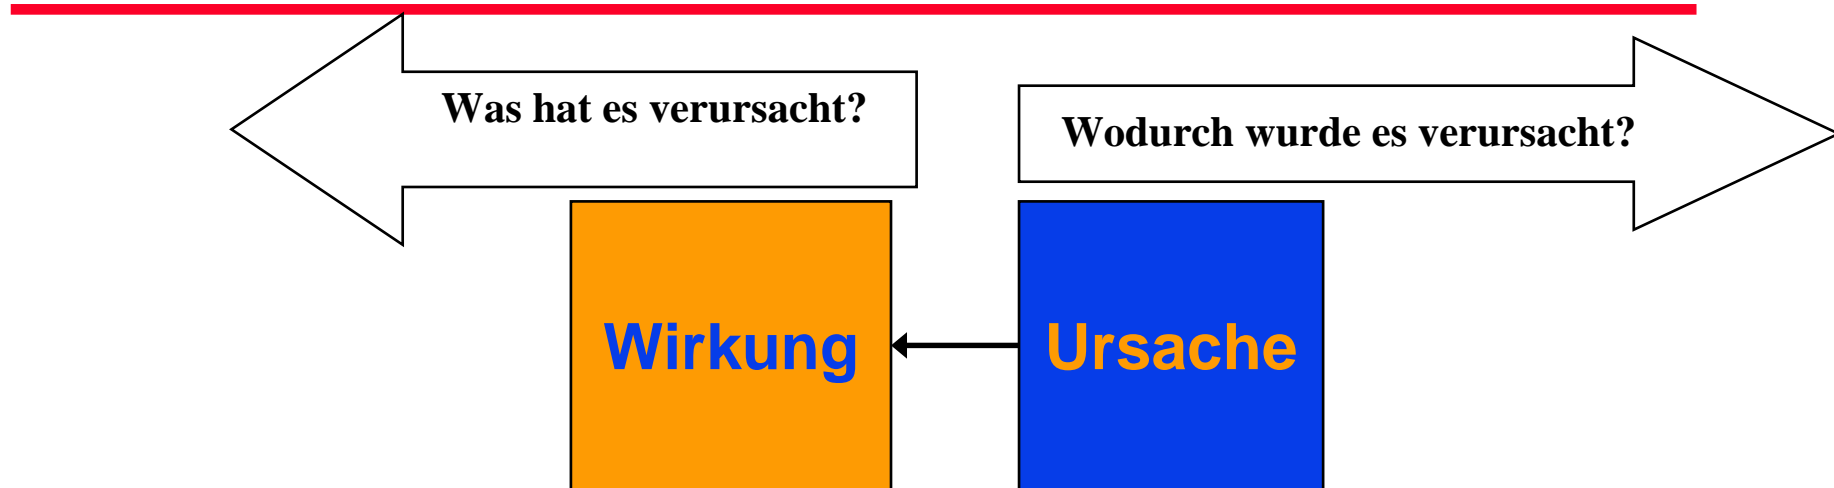 Was hat es verursacht?
Wodurch wurde es verursacht?
Wirkung
Ursache